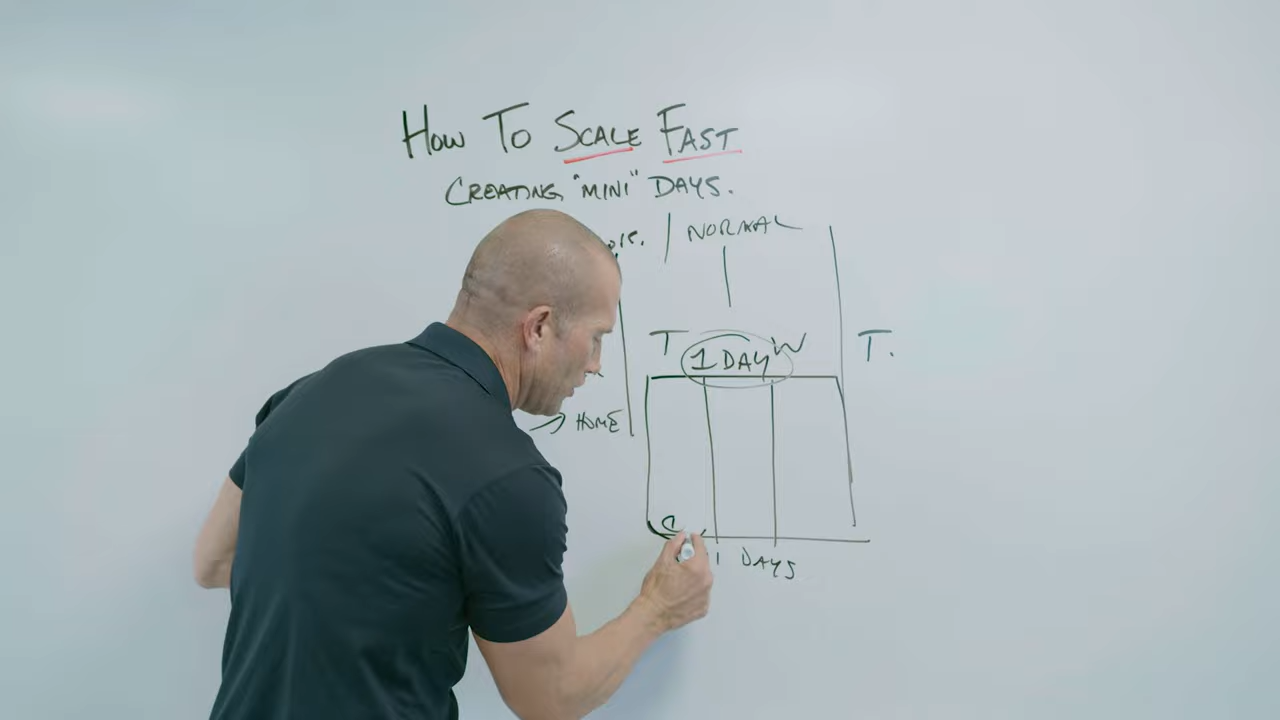 HOW TO SCALE FAST
CREATING "MINI" DAYS.
NORMAL
T 1 DAY W T.
HOME
DAYS